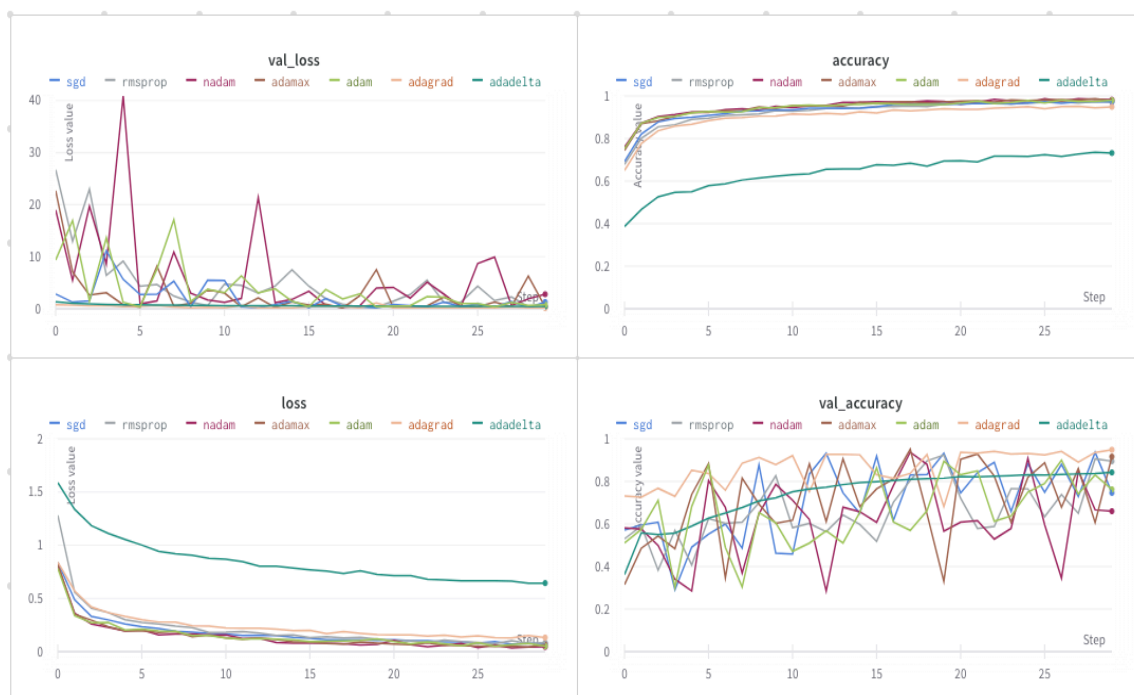 val_loss
sgd rmsprop nadam adamax adam adagrad adadelta
Loss value
40
30
20
10
0
Step
0 5 10 15 20 25
accuracy
sgd rmsprop nadam adamax adam adagrad adadelta
Accuracy value
1
0.8
0.6
0.4
0.2
0
Step
0 5 10 15 20 25
loss
sgd rmsprop nadam adamax adam adagrad adadelta
Loss value
2
1.5
1
0.5
0
Step
0 5 10 15 20 25
val_accuracy
sgd rmsprop nadam adamax adam adagrad adadelta
Accuracy value
1
0.8
0.6
0.4
0.2
0
Step
0 5 10 15 20 25